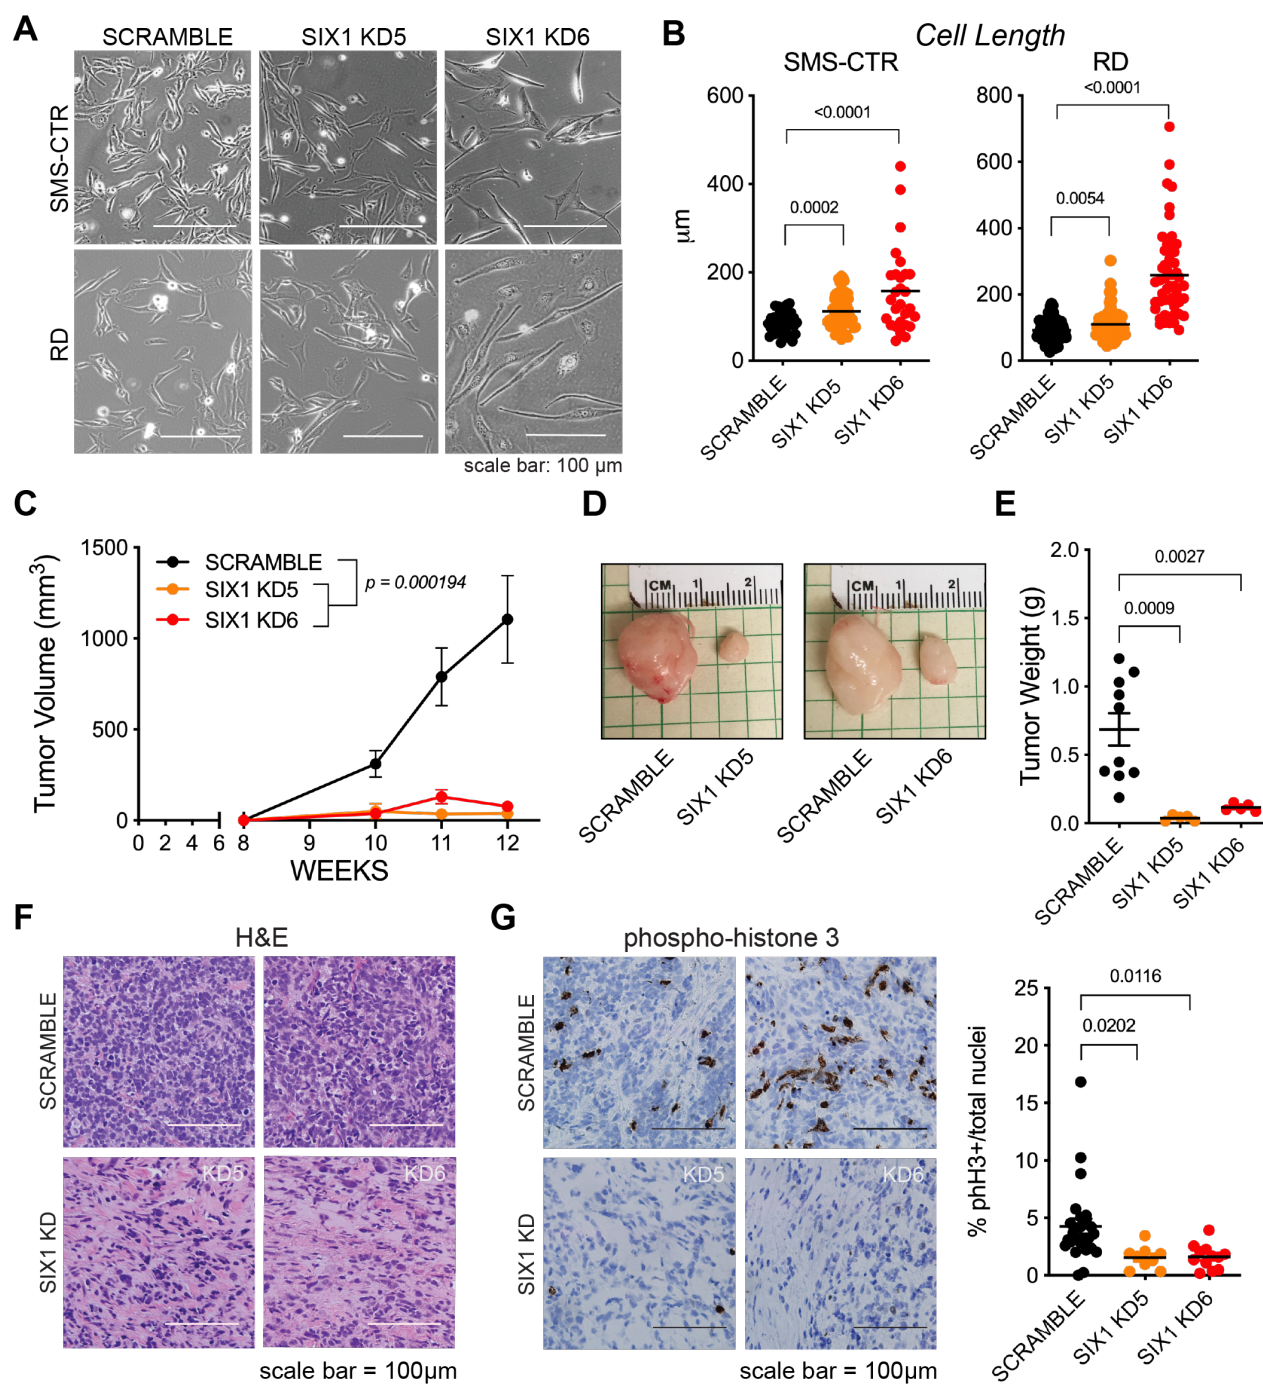 A
SCRAMBLE SIX1 KD5 SIX1 KD6
SMS-CTR
RD
scale bar: 100 µm
B
Cell Length
SMS-CTR RD
µm
600
400
200
0
<0.0001
0.0002
SCRAMBLE
SIX1 KD5
SIX1 KD6
800
600
400
200
0
<0.0001
0.0054
SCRAMBLE
SIX1 KD5
SIX1 KD6
C
Tumor Volume (mm³)
1500
1000
500
0
SCRAMBLE
SIX1 KD5
SIX1 KD6
p = 0.000194
0 2 4 6 8 9 10 11 12
WEEKS
D
CM 1 2
CM 1 2
SCRAMBLE
SIX1 KD5
SCRAMBLE
SIX1 KD6
E
Tumor Weight (g)
2.0
1.5
1.0
0.5
0.0
0.0027
0.0009
SCRAMBLE
SIX1 KD5
SIX1 KD6
F
H&E
SCRAMBLE
SIX1 KD
KD5 KD6
scale bar = 100µm
G
phospho-histone 3
SCRAMBLE
SIX1 KD
KD5 KD6
scale bar = 100µm
% phH3+/total nuclei
25
20
15
10
5
0
0.0116
0.0202
SCRAMBLE
SIX1 KD5
SIX1 KD6